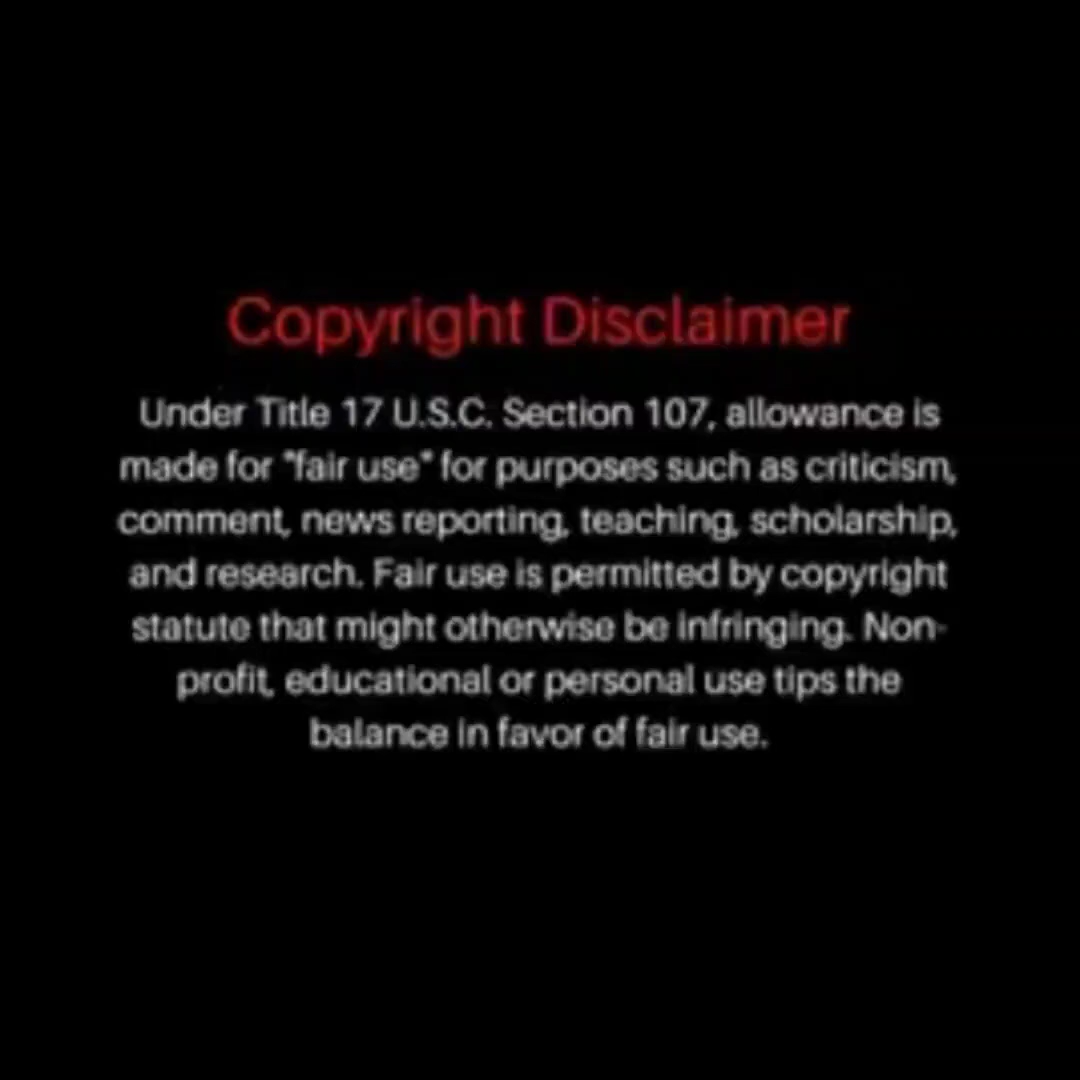 Copyright Disclaimer
Under Title 17 U.S.C. Section 107, allowance is
made for "fair use" for purposes such as criticism,
comment, news reporting, teaching, scholarship,
and research. Fair use is permitted by copyright
statute that might otherwise be infringing. Non-
profit, educational or personal use tips the
balance in favor of fair use.